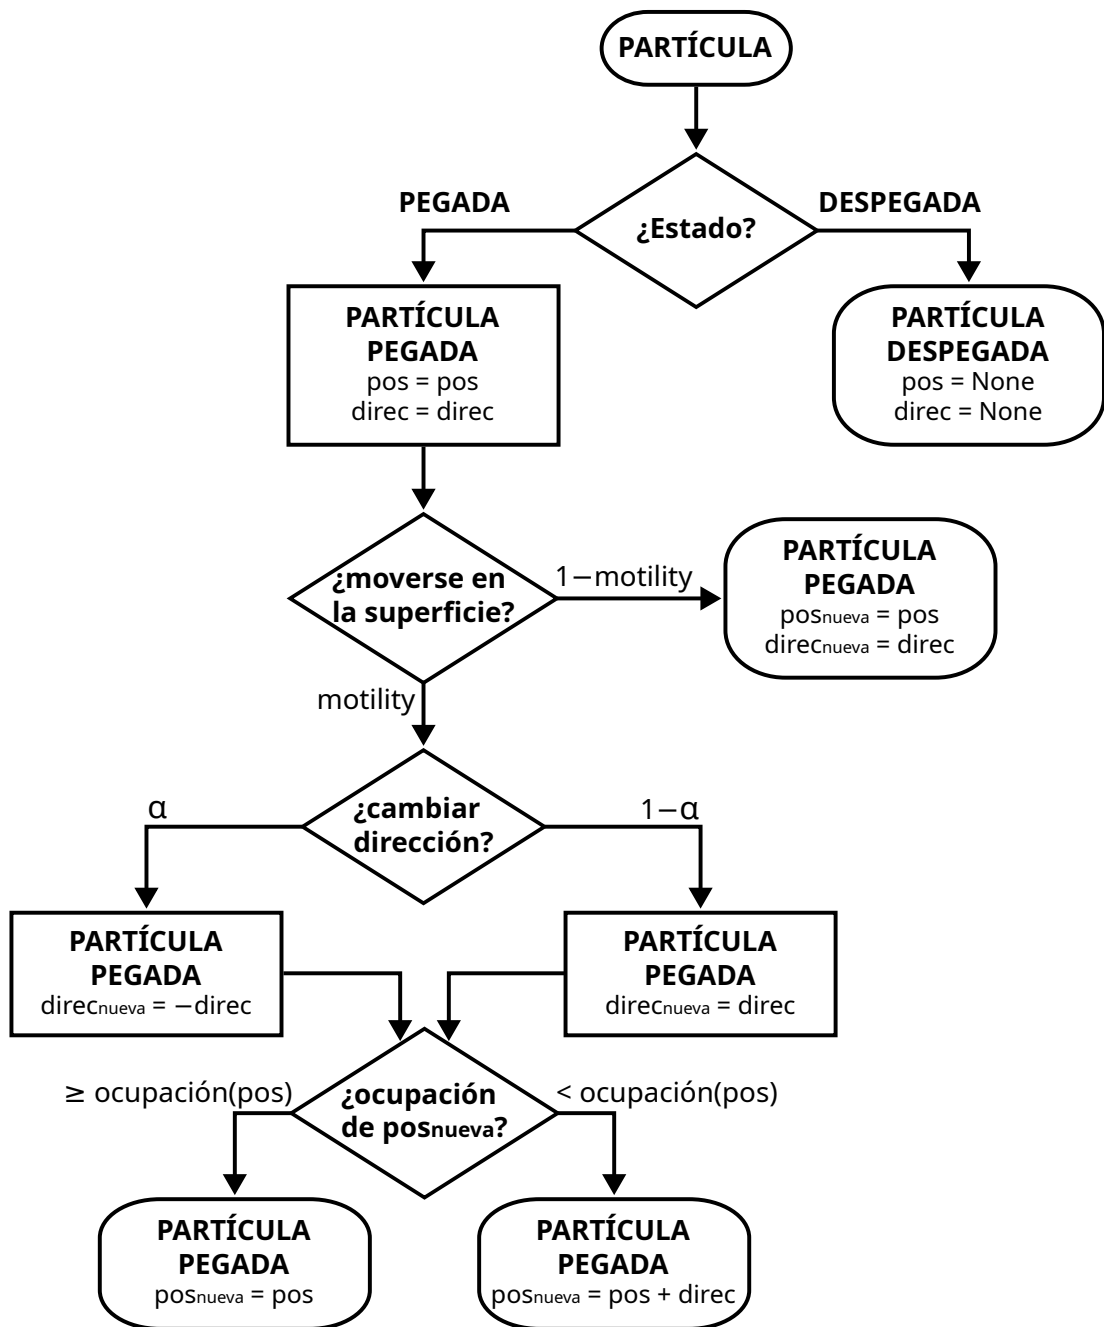 PARTÍCULA
¿Estado?
PEGADA
DESPEGADA
PARTÍCULA
PEGADA
pos = pos
direc = direc
PARTÍCULA
DESPEGADA
pos = None
direc = None
¿moverse en
la superficie?
1−motility
PARTÍCULA
PEGADA
posnueva = pos
direcnueva = direc
motility
¿cambiar
dirección?
α
1−α
PARTÍCULA
PEGADA
direcnueva = −direc
PARTÍCULA
PEGADA
direcnueva = direc
¿ocupación
de posnueva?
≥ ocupación(pos)
< ocupación(pos)
PARTÍCULA
PEGADA
posnueva = pos
PARTÍCULA
PEGADA
posnueva = pos + direc